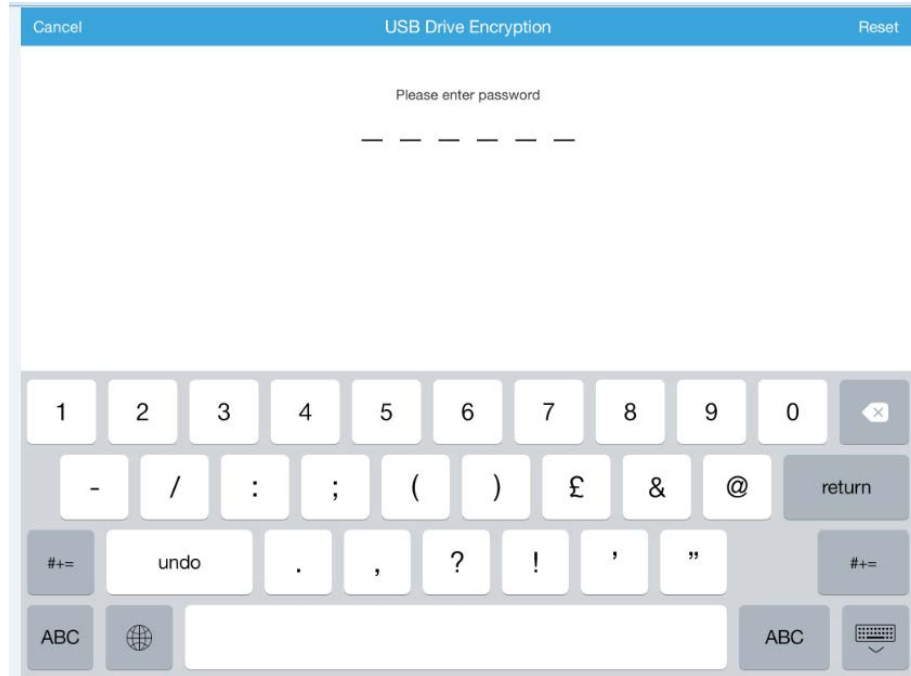 Cancel USB Drive Encryption Reset
Please enter password
1 2 3 4 5 6 7 8 9 0
- / : ; ( ) £ & @ return
#+= undo . , ? ! ’ ” #+=
ABC ABC